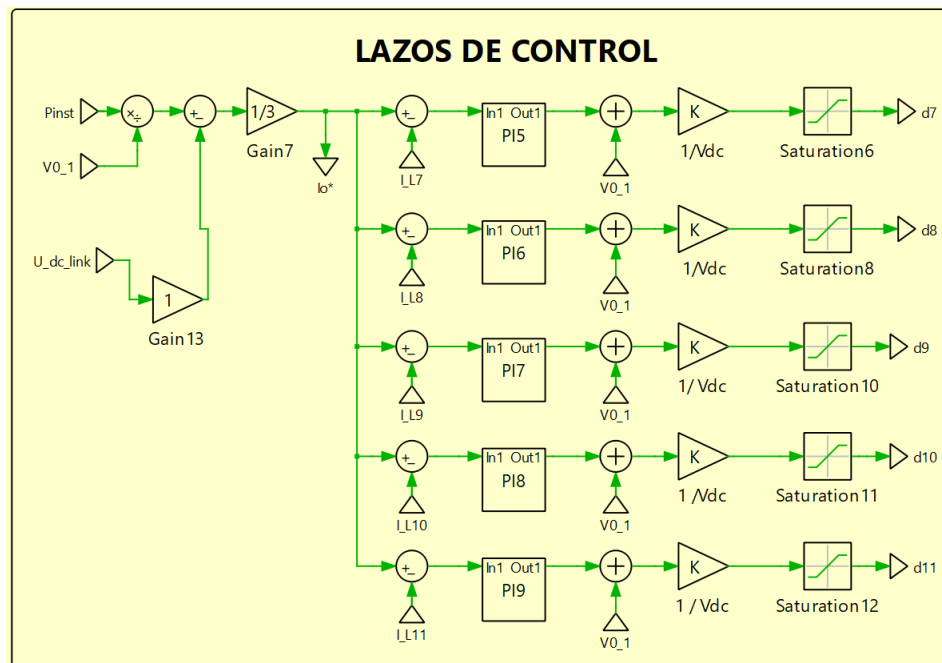 LAZOS DE CONTROL
Pinst
×÷
+_
1/3
Gain7
V0_1
Io*
U_dc_link
1
Gain13
+_
I_L7
In1 Out1
PI5
+
V0_1
K
1/Vdc
Saturation6
d7
+_
I_L8
In1 Out1
PI6
+
V0_1
K
1/Vdc
Saturation8
d8
+_
I_L9
In1 Out1
PI7
+
V0_1
K
1/ Vdc
Saturation10
d9
+_
I_L10
In1 Out1
PI8
+
V0_1
K
1 /Vdc
Saturation11
d10
+_
I_L11
In1 Out1
PI9
+
V0_1
K
1 / Vdc
Saturation12
d11